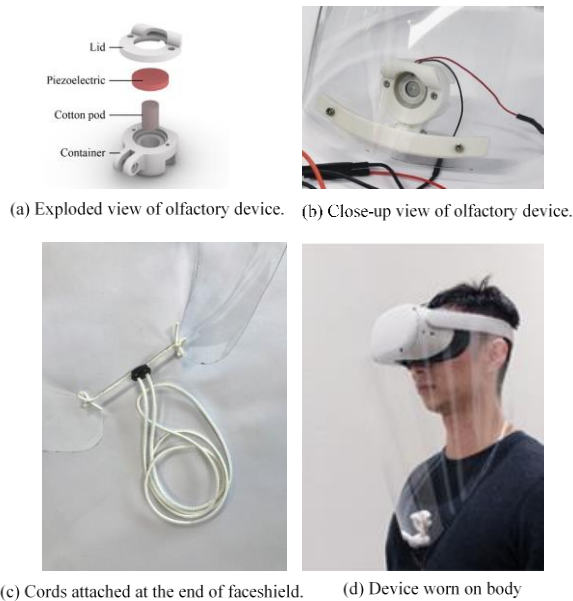 Lid
Piezoelectric
Cotton pod
Container
(a) Exploded view of olfactory device.
(b) Close-up view of olfactory device.
(c) Cords attached at the end of faceshield.
(d) Device worn on body